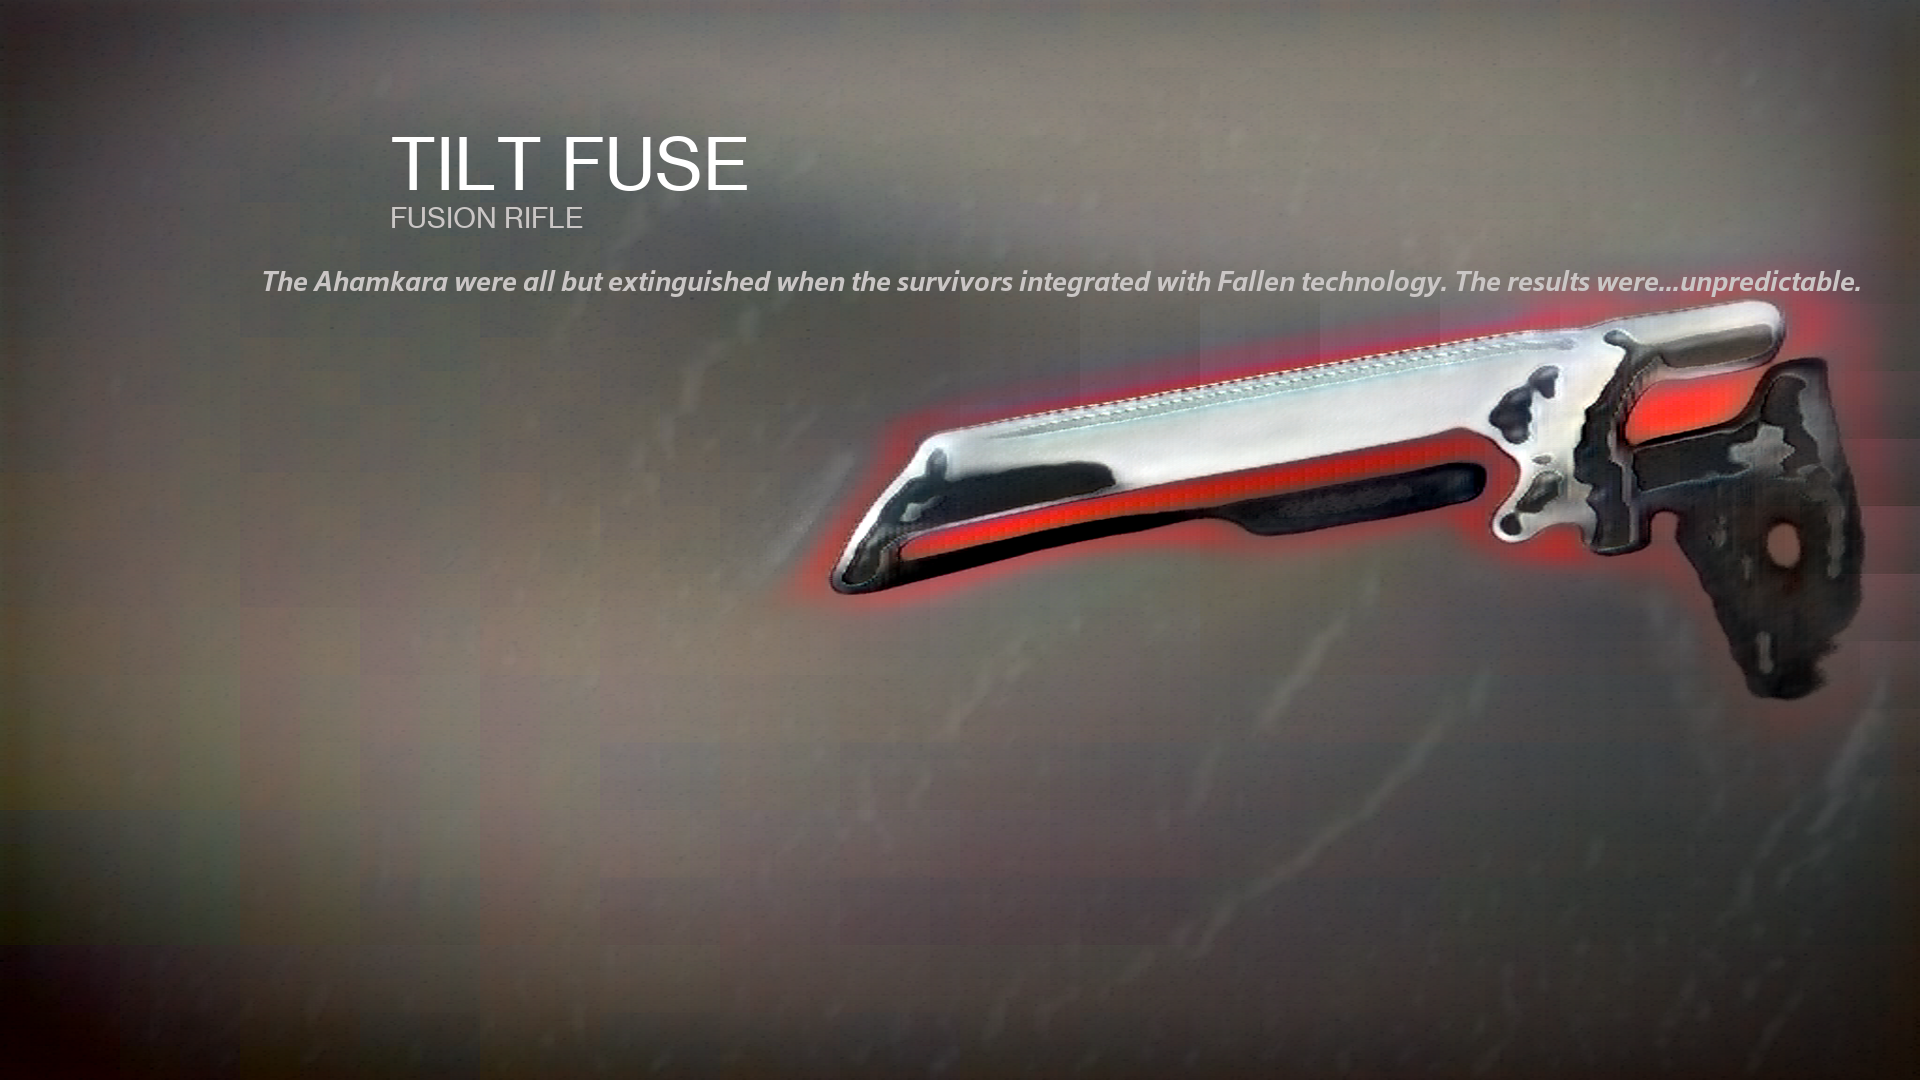 TILT FUSE
FUSION RIFLE
The Ahamkara were all but extinguished when the survivors integrated with Fallen technology. The results were...unpredictable.